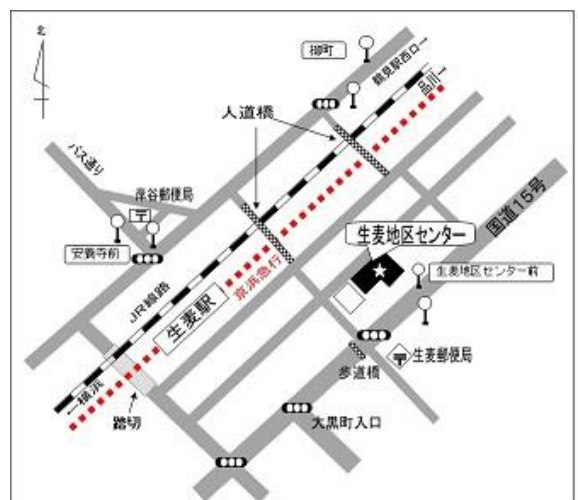 北
柳町
鶴見駅西口→
品川→
人道橋
バス通り
岸谷郵便局
安養寺前
生麦地区センター
国道15号
生麦地区センター前
JR線路
京浜急行
生麦駅
生麦郵便局
歩道橋
←横浜
踏切
大黒町入口